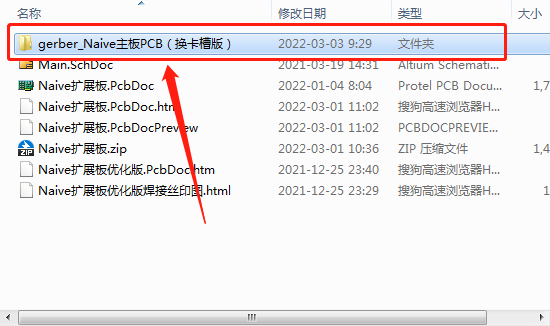 名称 修改日期 类型 大小
gerber_Naive主板PCB（换卡槽版） 2022-03-03 9:29 文件夹
Main.SchDoc 2021-03-19 14:31 Altium Schemati...
Naive扩展板.PcbDoc 2022-01-04 8:04 Protel PCB Docu... 1,7
Naive扩展板.PcbDoc.htm 2022-03-01 11:02 搜狗高速浏览器H...
Naive扩展板.PcbDocPreview 2022-03-01 11:02 PCBDOCPREVIE...
Naive扩展板.zip 2022-03-01 10:36 ZIP 压缩文件 1,4
Naive扩展板优化版.PcbDoc.htm 2021-12-25 23:40 搜狗高速浏览器H...
Naive扩展板优化版焊接丝印图.html 2021-12-25 23:29 搜狗高速浏览器H... 1
ZIP